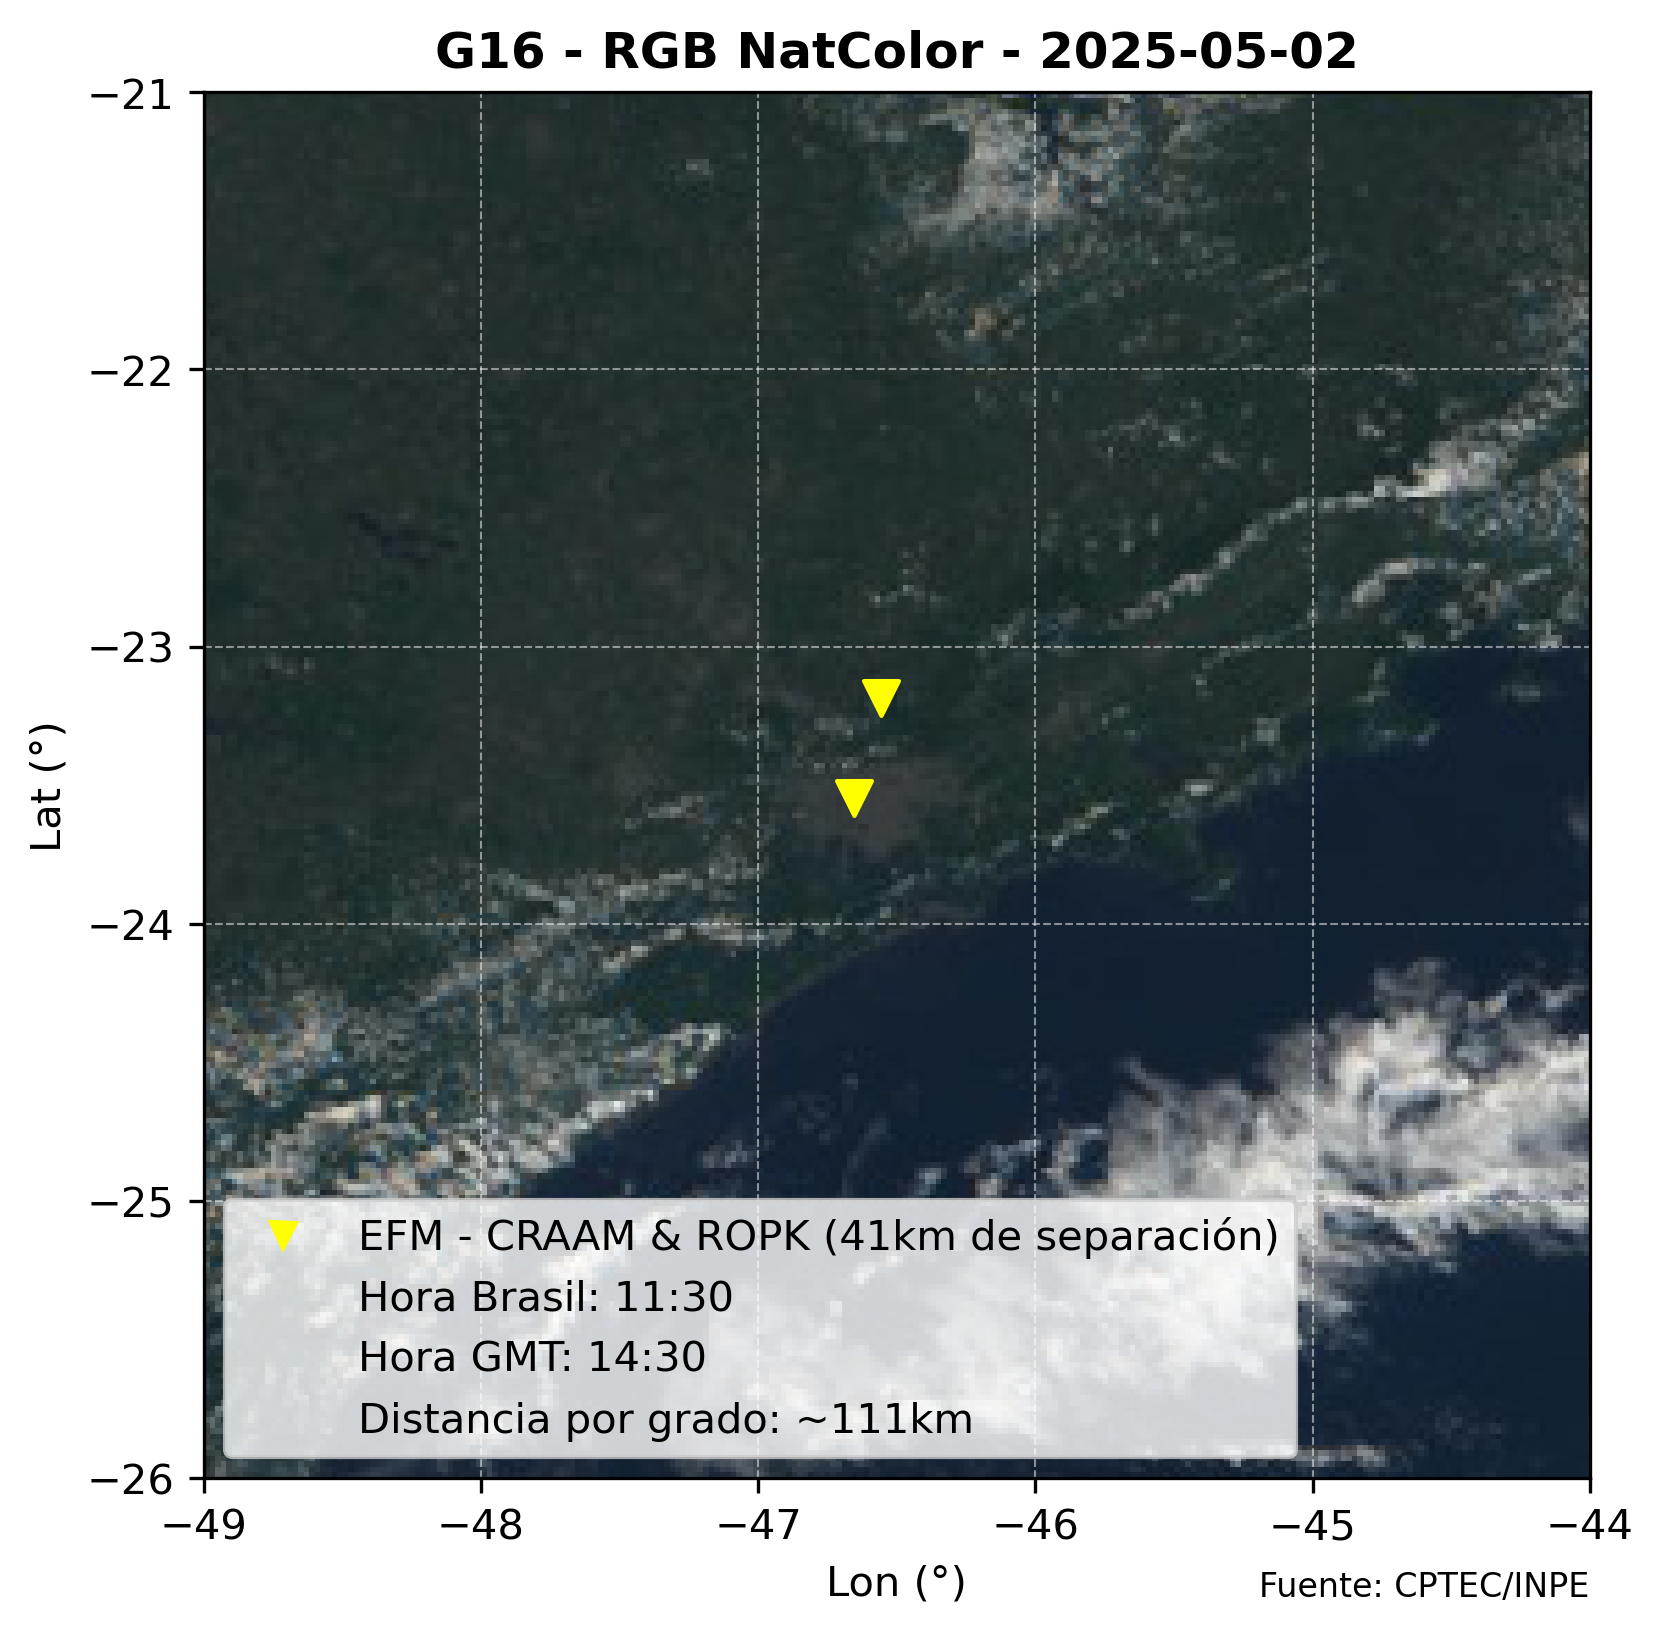 G16 - RGB NatColor - 2025-05-02
−21
−22
−23
−24
−25
−26
Lat (°)
EFM - CRAAM & ROPK (41km de separación)
Hora Brasil: 11:30
Hora GMT: 14:30
Distancia por grado: ~111km
−49 −48 −47 −46 −45 −44
Lon (°)
Fuente: CPTEC/INPE